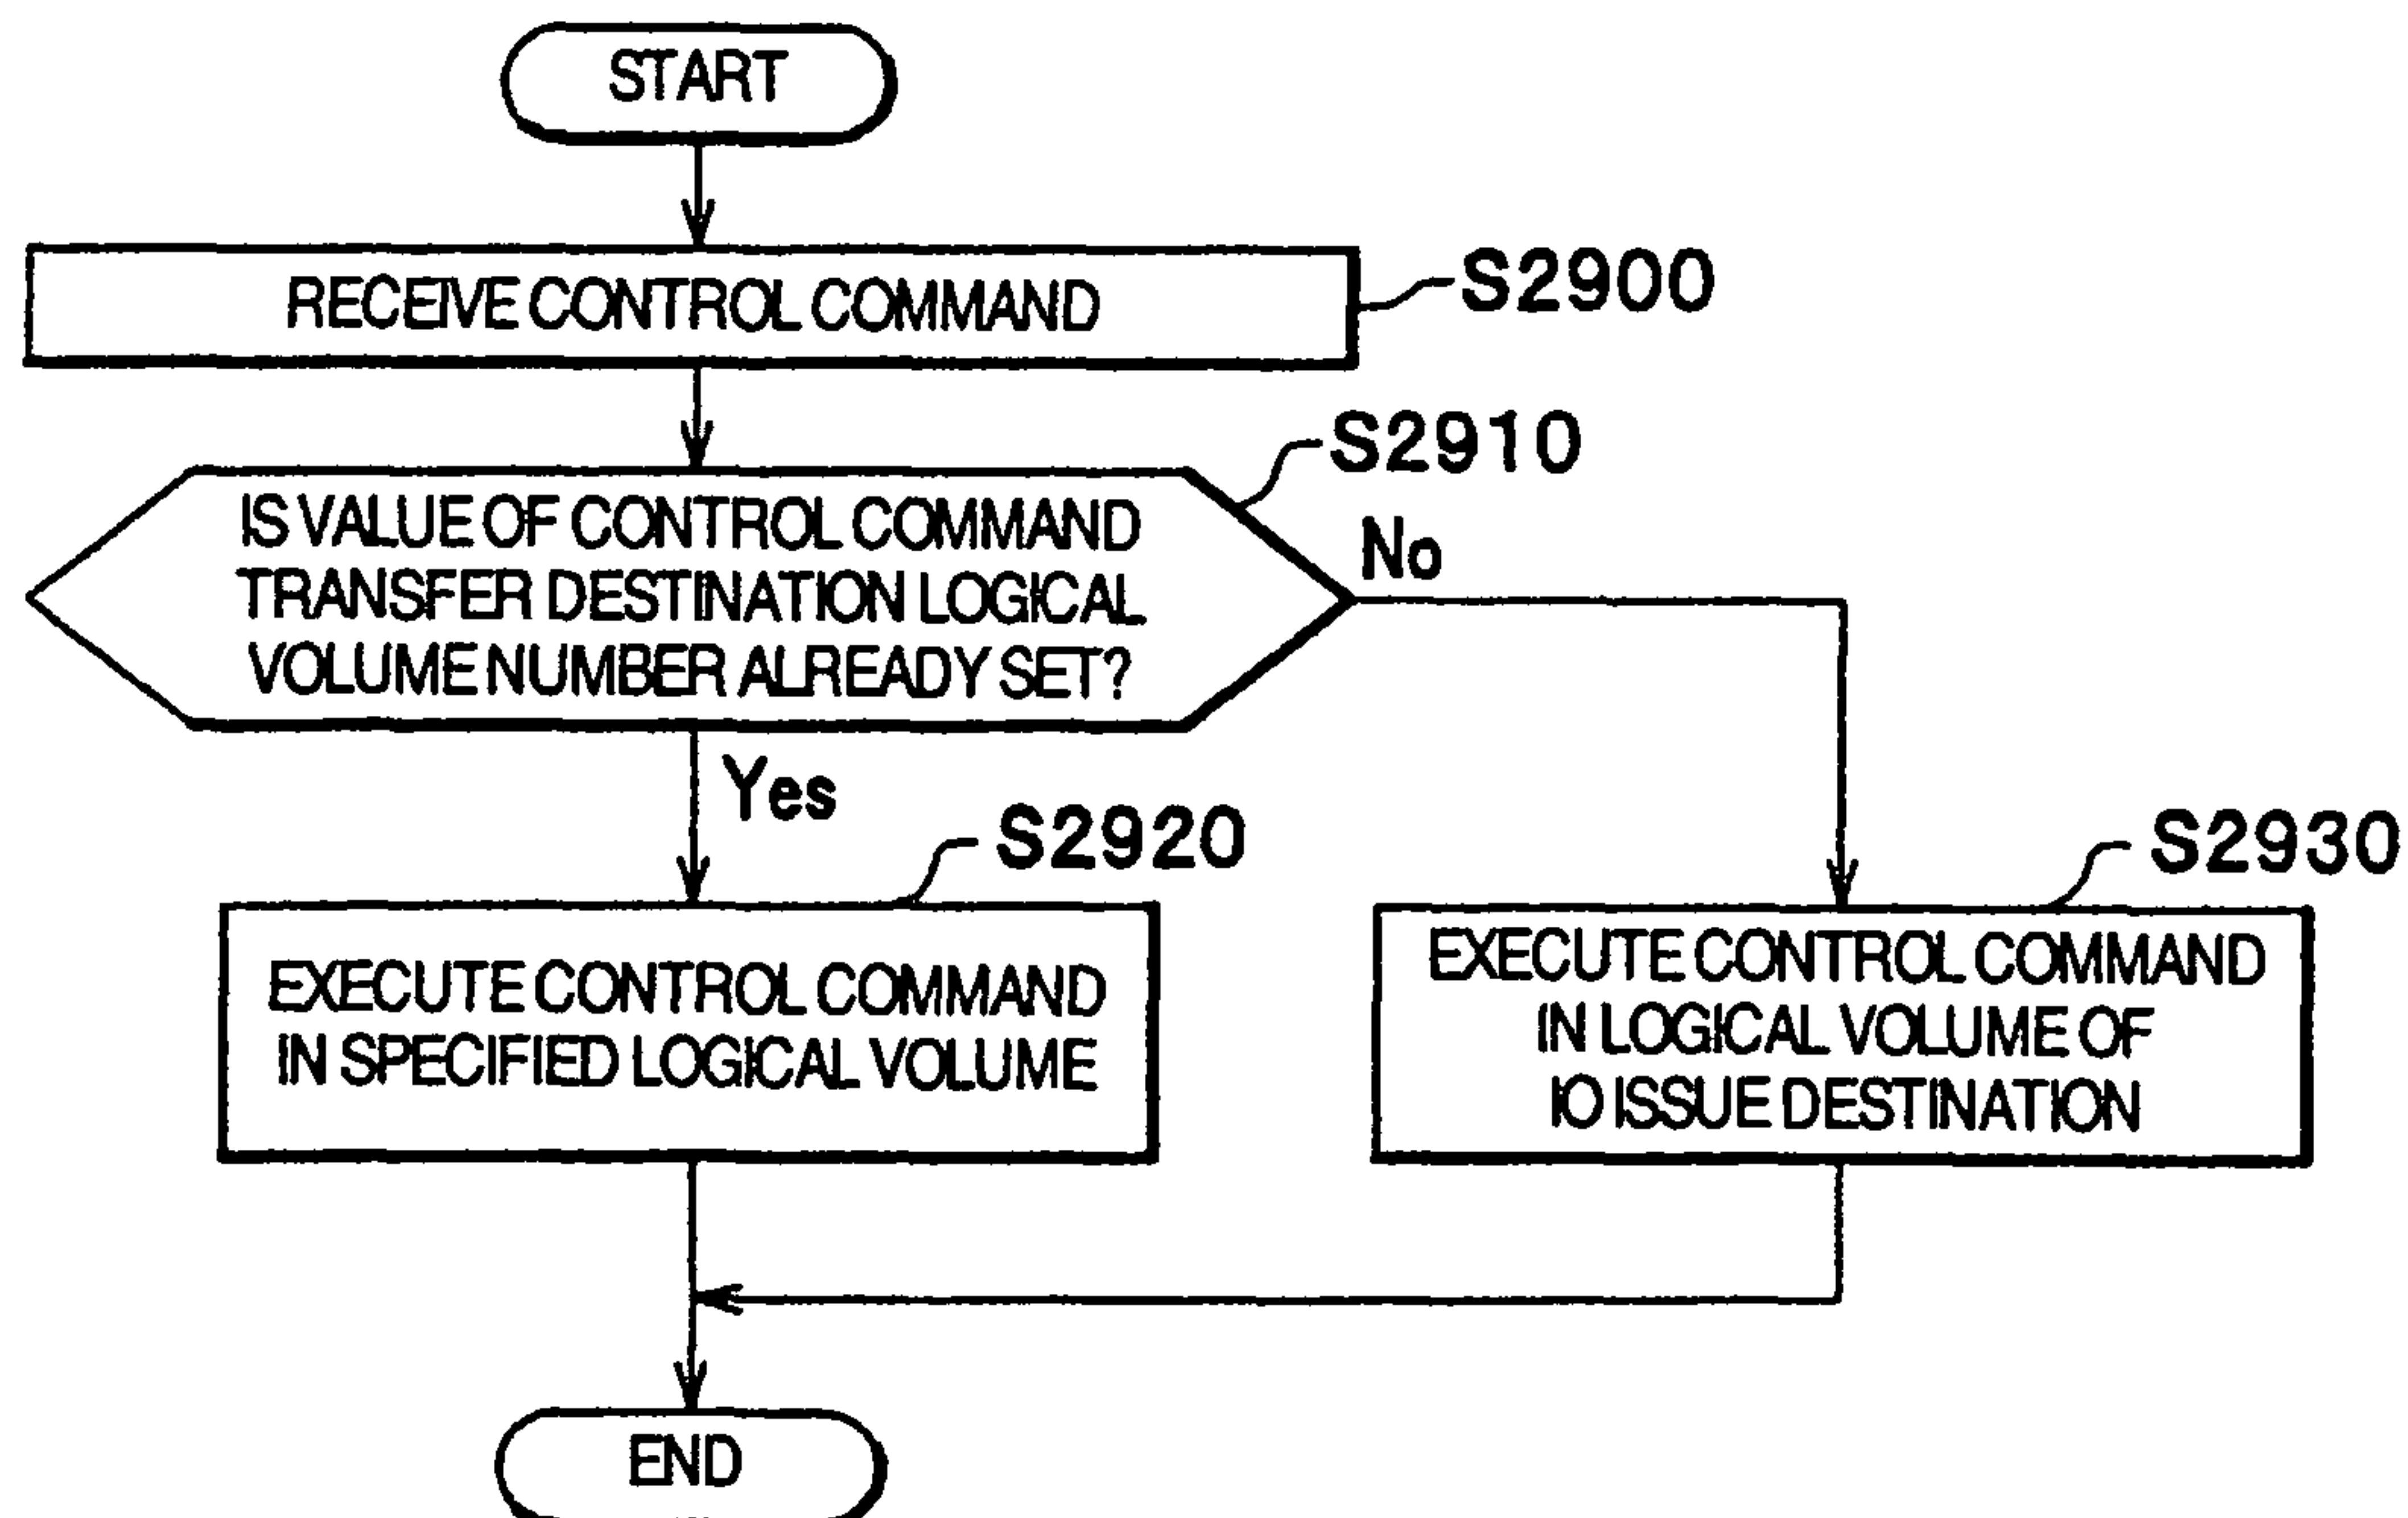 START
RECEIVE CONTROL COMMAND
S2900
S2910
IS VALUE OF CONTROL COMMAND
TRANSFER DESTINATION LOGICAL
VOLUME NUMBER ALREADY SET?
No
Yes
S2920
EXECUTE CONTROL COMMAND
IN SPECIFIED LOGICAL VOLUME
S2930
EXECUTE CONTROL COMMAND
IN LOGICAL VOLUME OF
IO ISSUE DESTINATION
END